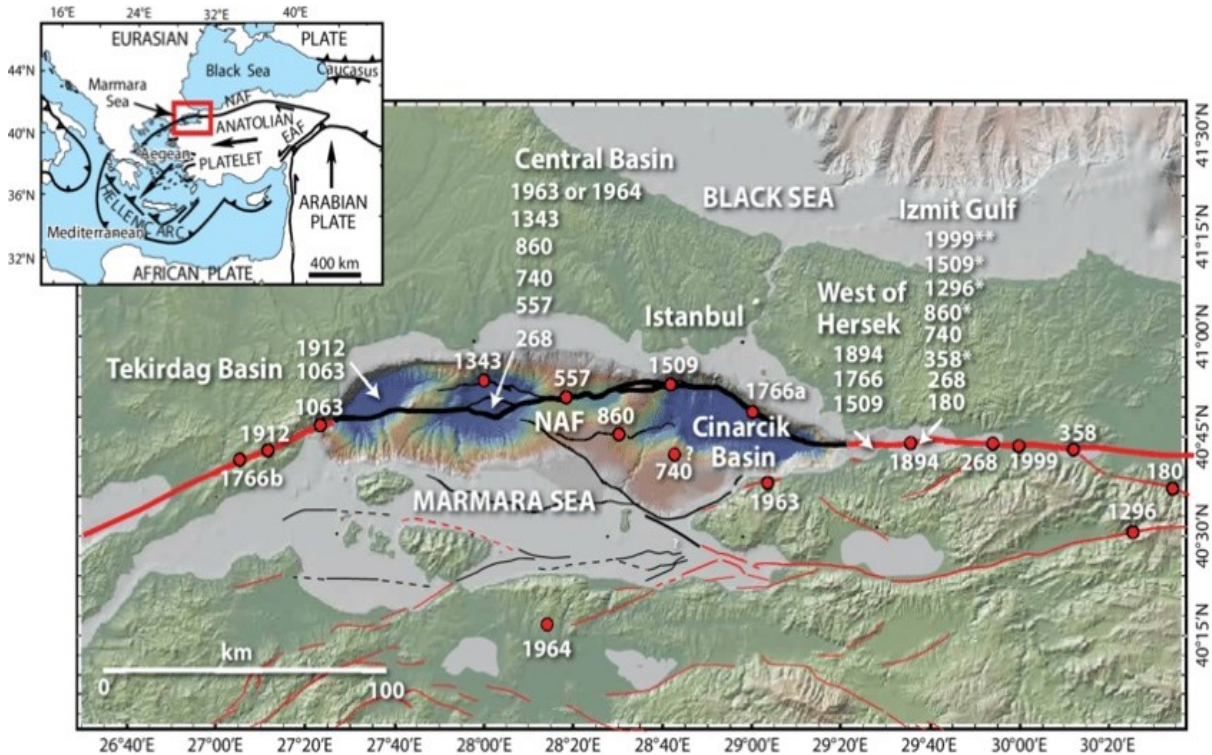 16°E 24°E 32°E 40°E
EURASIAN PLATE
44°N
Black Sea
Caucasus
Marmara
Sea
NAF
40°N
ANATOLIAN
EAF
Aegean
PLATELET
36°N
HELLENIC ARC
ARABIAN
PLATE
Mediterranean
32°N
AFRICAN PLATE
400 km
Central Basin
1963 or 1964
1343
860
740
557
268
BLACK SEA
Izmit Gulf
1999**
1509*
1296*
860*
740
358*
268
180
West of
Hersek
1894
1766
1509
Istanbul
Tekirdag Basin
1912
1063
1343
1509
557
1766a
1063
NAF
860
Cinarcik
Basin
740
?
1912
1766b
1894
268
1999
358
180
1963
1296
MARMARA SEA
1964
km
0 100
41°30'N
41°15'N
41°00'N
40°45'N
40°30'N
40°15'N
26°40'E 27°00'E 27°20'E 27°40'E 28°00'E 28°20'E 28°40'E 29°00'E 29°20'E 29°40'E 30°00'E 30°20'E